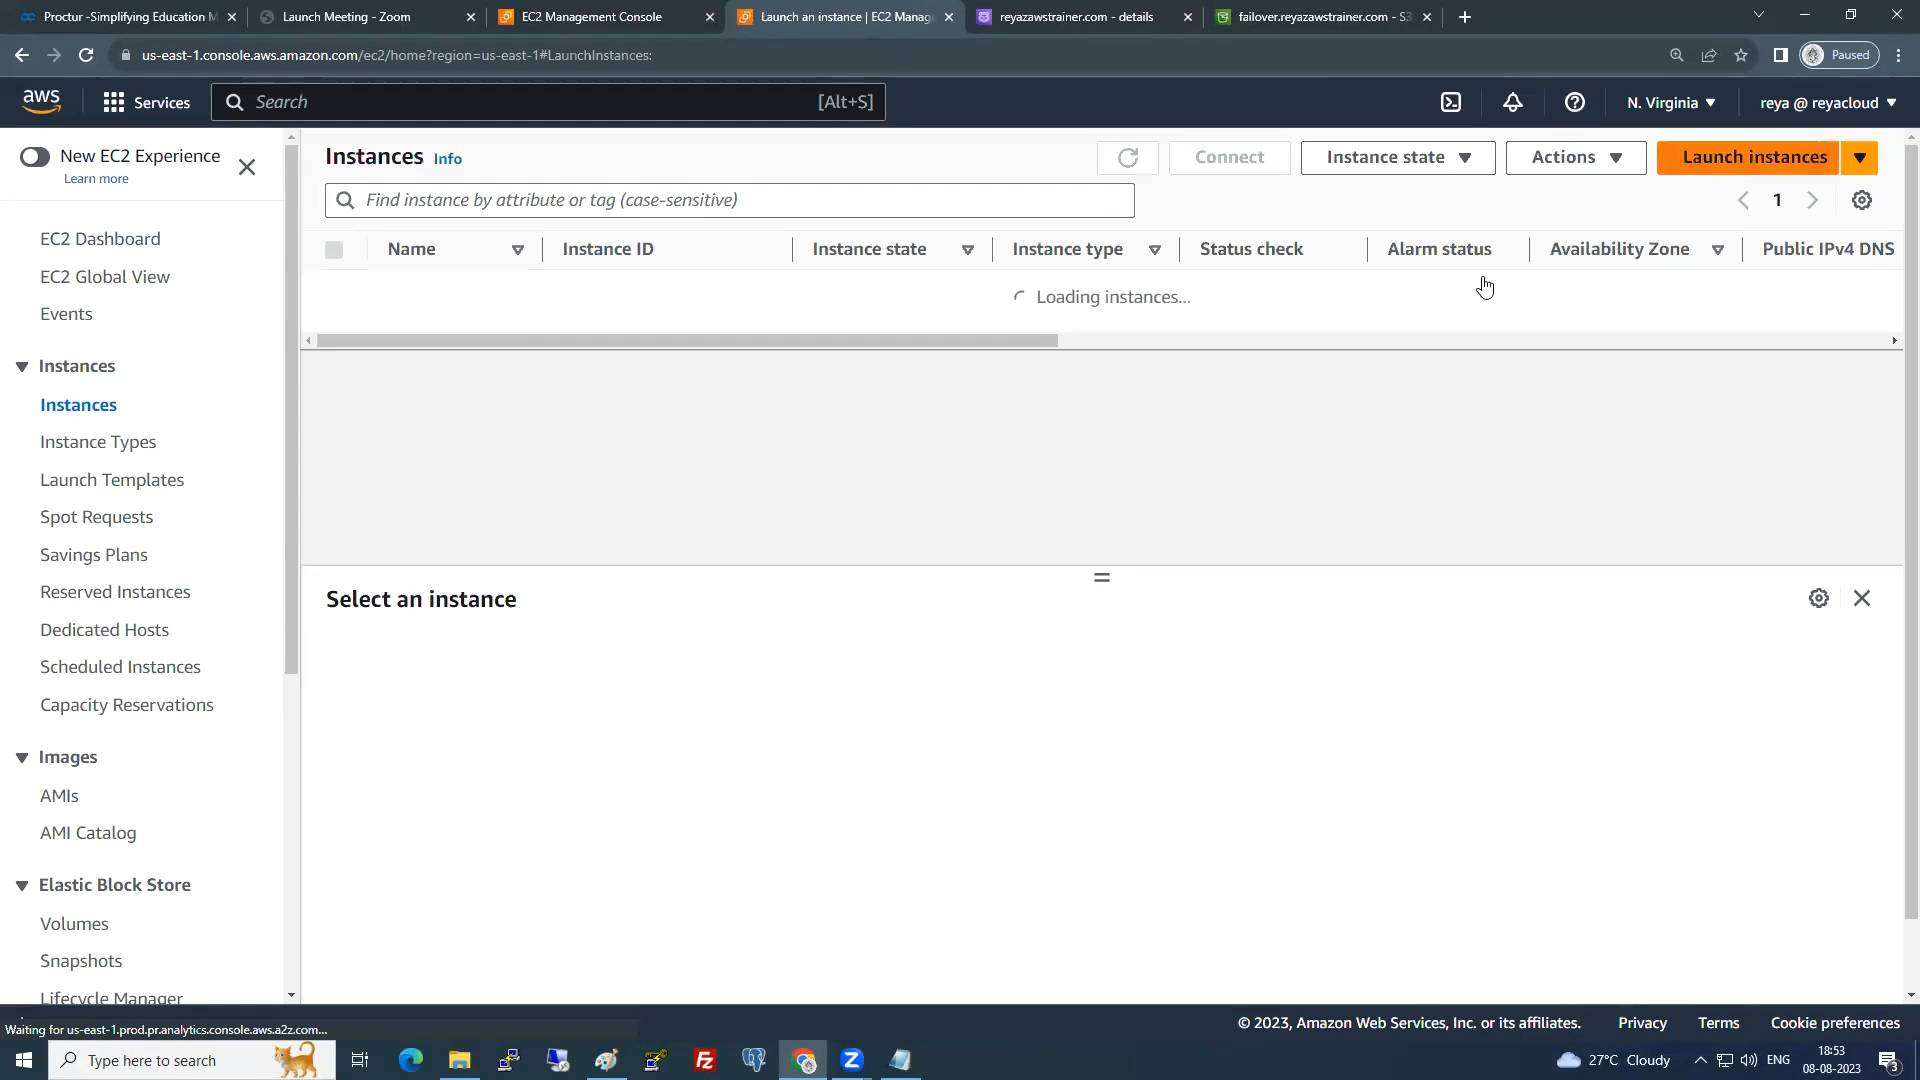 Proctur -Simplifying Education M
Launch Meeting - Zoom
EC2 Management Console
Launch an instance | EC2 Manag
reyazawstrainer.com - details
failover.reyazawstrainer.com - S3
us-east-1.console.aws.amazon.com/ec2/home?region=us-east-1#LaunchInstances:
Paused
aws
Services
Search
[Alt+S]
N. Virginia
reya @ reyacloud
New EC2 Experience
Learn more
EC2 Dashboard
EC2 Global View
Events
Instances
Instances
Instance Types
Launch Templates
Spot Requests
Savings Plans
Reserved Instances
Dedicated Hosts
Scheduled Instances
Capacity Reservations
Images
AMIs
AMI Catalog
Elastic Block Store
Volumes
Snapshots
Lifecycle Manager
Instances Info
Connect
Instance state
Actions
Launch instances
Find instance by attribute or tag (case-sensitive)
1
Name
Instance ID
Instance state
Instance type
Status check
Alarm status
Availability Zone
Public IPv4 DNS
Loading instances...
Select an instance
Waiting for us-east-1.prod.pr.analytics.console.aws.a2z.com...
© 2023, Amazon Web Services, Inc. or its affiliates.
Privacy
Terms
Cookie preferences
Type here to search
27°C Cloudy
ENG
18:53
08-08-2023
3